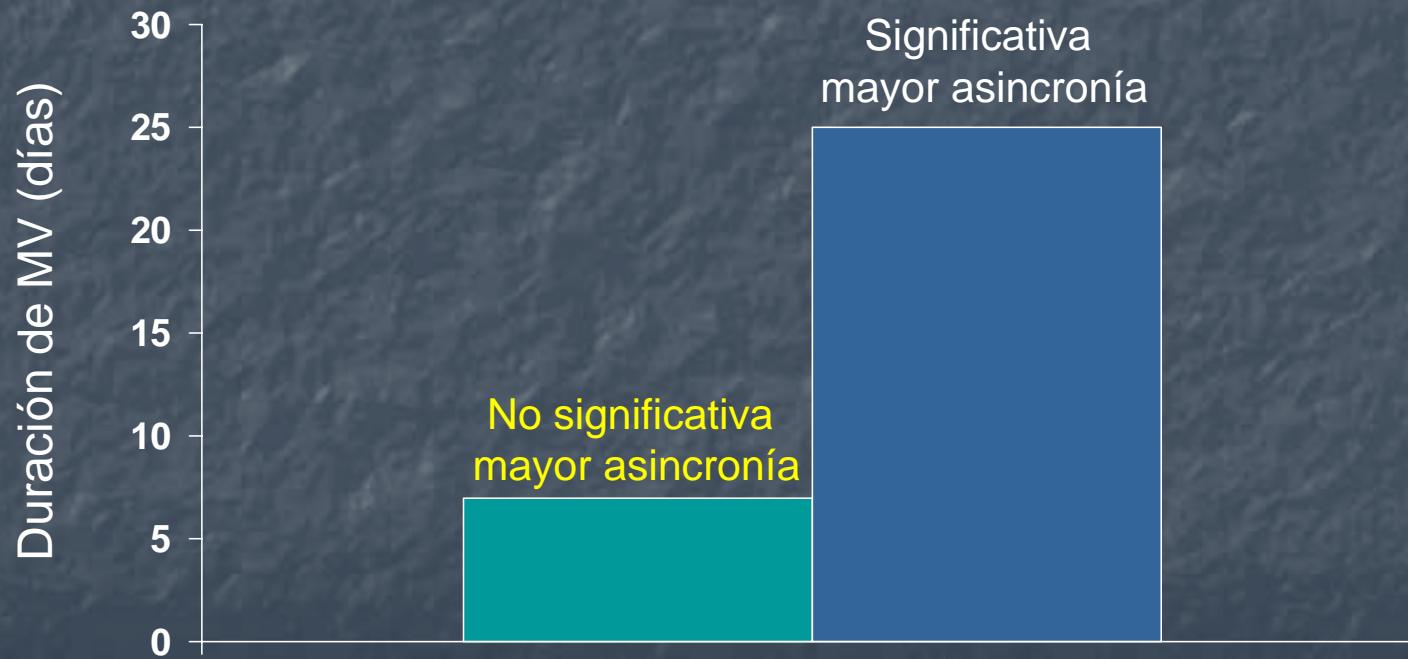 Duración de MV (días)
30
25
20
15
10
5
0
No significativa
mayor asincronía
Significativa
mayor asincronía